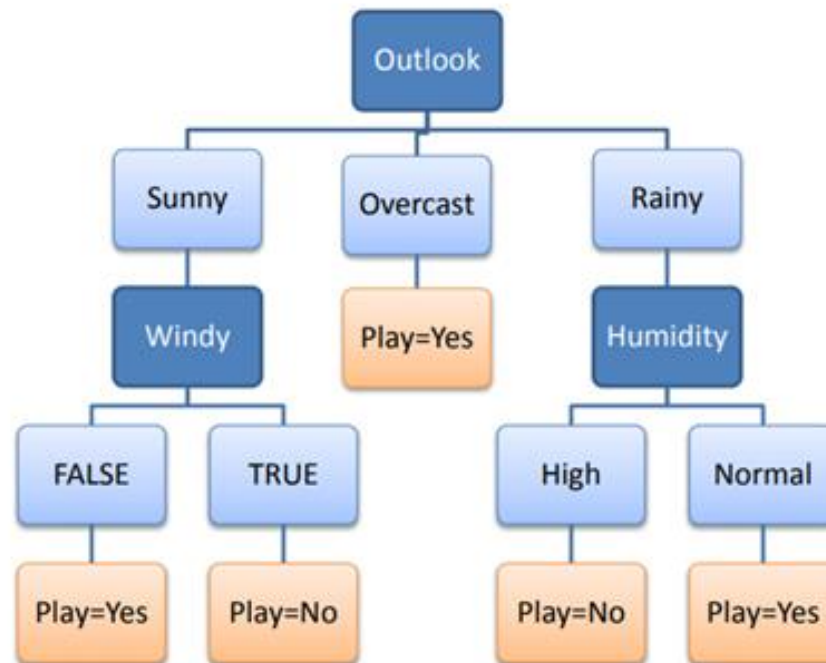 Outlook
Sunny
Overcast
Rainy
Windy
Play=Yes
Humidity
FALSE
TRUE
High
Normal
Play=Yes
Play=No
Play=No
Play=Yes